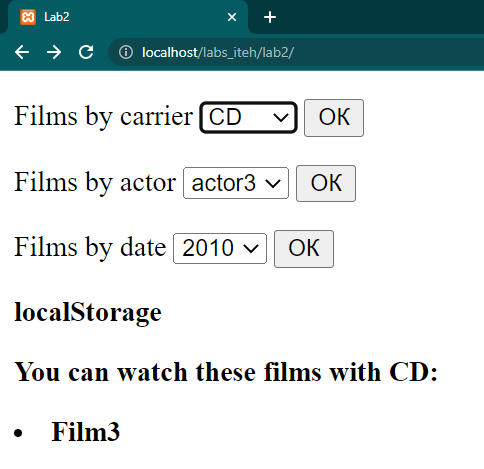 Lab2
localhost/labs_iteh/lab2/
Films by carrier CD OK
Films by actor actor3 OK
Films by date 2010 OK
localStorage
You can watch these films with CD:
• Film3